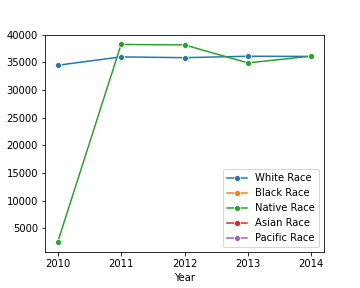 40000
35000
30000
25000
20000
15000
10000
5000
White Race
Black Race
Native Race
Asian Race
Pacific Race
2010 2011 2012 2013 2014
Year